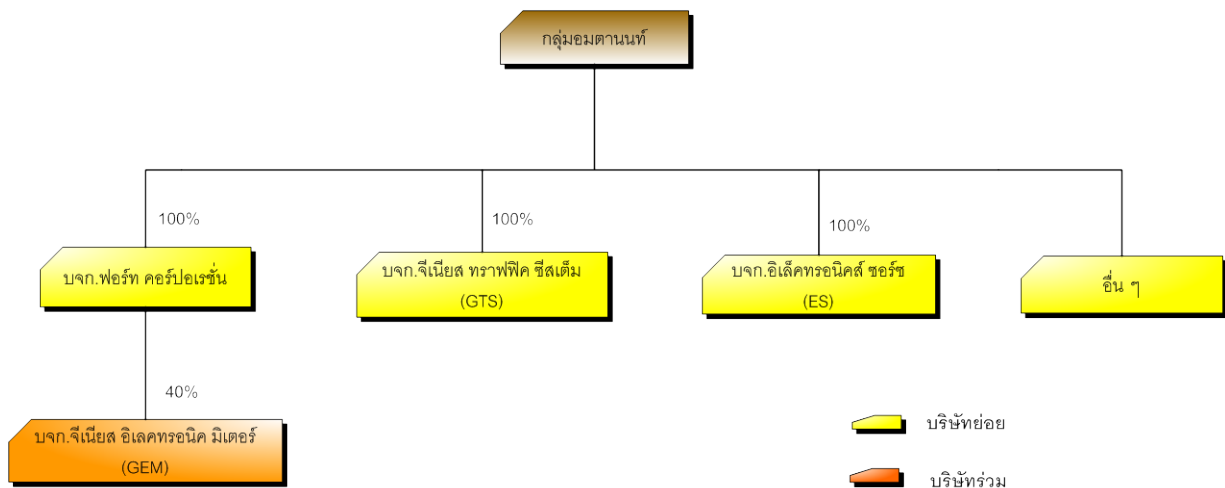 กลุ่มอมตานนท์
100%
100%
100%
บจก.ฟอร์ท คอร์ปอเรชั่น
บจก.จีเนียส ทราฟฟิค ซีสเต็ม
(GTS)
บจก.อิเล็คทรอนิคส์ ซอร์ซ
(ES)
อื่น ๆ
40%
บจก.จีเนียส อิเลคทรอนิค มิเตอร์
(GEM)
บริษัทย่อย
บริษัทร่วม